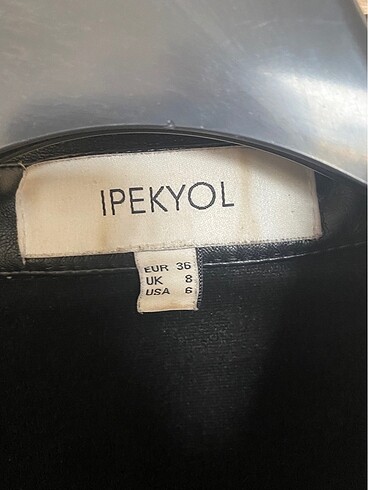 IPEKYOL
EUR 36
UK 8
USA 6